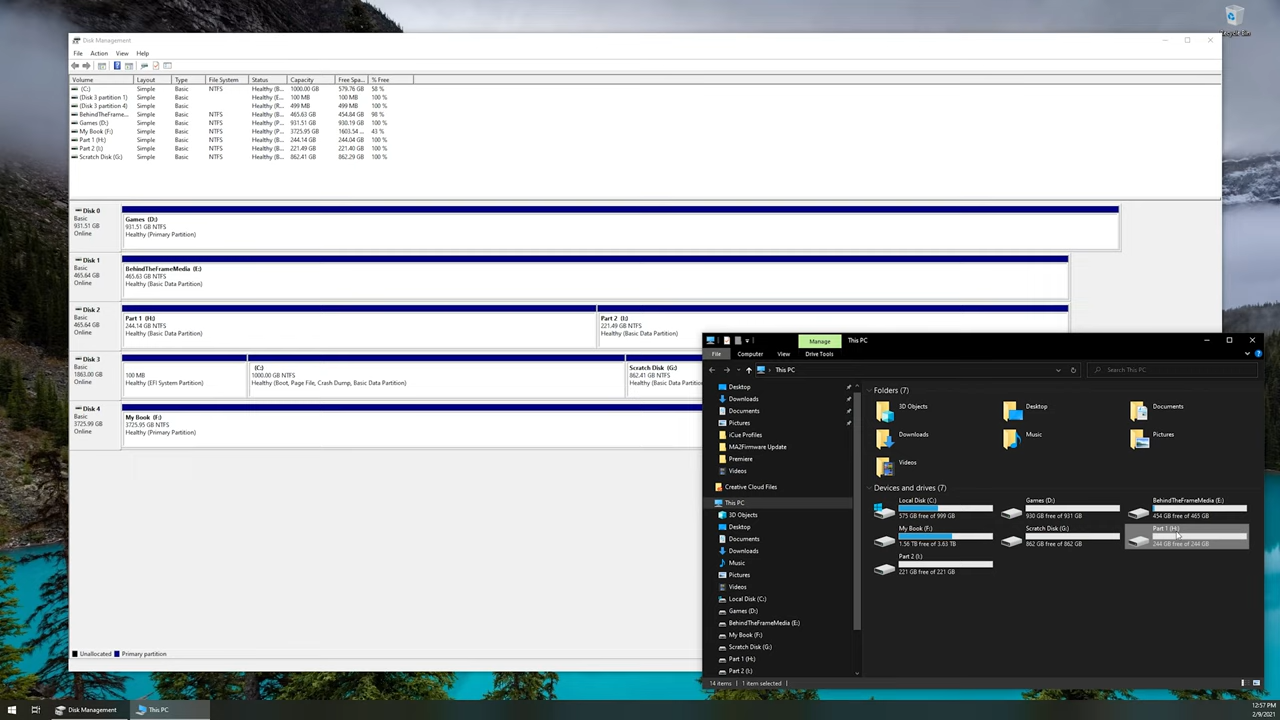 Recycle Bin
Disk Management
File Action View Help
Volume Layout Type File System Status Capacity Free Spa... % Free
(C:) Simple Basic NTFS Healthy (B... 1000.00 GB 579.76 GB 58 %
(Disk 3 partition 1) Simple Basic Healthy (E... 100 MB 100 MB 100 %
(Disk 3 partition 4) Simple Basic Healthy (R... 499 MB 499 MB 100 %
BehindTheFrame... Simple Basic NTFS Healthy (B... 465.63 GB 454.84 GB 98 %
Games (D:) Simple Basic NTFS Healthy (P... 931.51 GB 930.19 GB 100 %
My Book (F:) Simple Basic NTFS Healthy (P... 3725.95 GB 1603.54 ... 43 %
Part 1 (H:) Simple Basic NTFS Healthy (B... 244.14 GB 244.04 GB 100 %
Part 2 (I:) Simple Basic NTFS Healthy (B... 221.49 GB 221.40 GB 100 %
Scratch Disk (G:) Simple Basic NTFS Healthy (B... 862.41 GB 862.29 GB 100 %
Disk 0
Basic
931.51 GB
Online
Games (D:)
931.51 GB NTFS
Healthy (Primary Partition)
Disk 1
Basic
465.64 GB
Online
BehindTheFrameMedia (E:)
465.63 GB NTFS
Healthy (Basic Data Partition)
Disk 2
Basic
465.64 GB
Online
Part 1 (H:)
244.14 GB NTFS
Healthy (Basic Data Partition)
Part 2 (I:)
221.49 GB NTFS
Healthy (Basic Data Partition)
Disk 3
Basic
1863.00 GB
Online
100 MB
Healthy (EFI System Partition)
(C:)
1000.00 GB NTFS
Healthy (Boot, Page File, Crash Dump, Basic Data Partition)
Scratch Disk (G:)
862.41 GB NTFS
Healthy (Basic Data Partition)
Disk 4
Basic
3725.99 GB
Online
My Book (F:)
3725.95 GB NTFS
Healthy (Primary Partition)
Unallocated Primary partition
Manage This PC
File Computer View Drive Tools
This PC
Search This PC
Desktop
Downloads
Documents
Pictures
iCue Profiles
MA2Firmware Update
Premiere
Videos
Creative Cloud Files
This PC
3D Objects
Desktop
Documents
Downloads
Music
Pictures
Videos
Local Disk (C:)
Games (D:)
BehindTheFrameMedia (E:)
My Book (F:)
Scratch Disk (G:)
Part 1 (H:)
Part 2 (I:)
Folders (7)
3D Objects Desktop Documents
Downloads Music Pictures
Videos
Devices and drives (7)
Local Disk (C:) Games (D:) BehindTheFrameMedia (E:)
575 GB free of 999 GB 930 GB free of 931 GB 454 GB free of 465 GB
My Book (F:) Scratch Disk (G:) Part 1 (H:)
1.56 TB free of 3.63 TB 862 GB free of 862 GB 244 GB free of 244 GB
Part 2 (I:)
221 GB free of 221 GB
14 items 1 item selected
Disk Management This PC
12:57 PM
2/9/2021